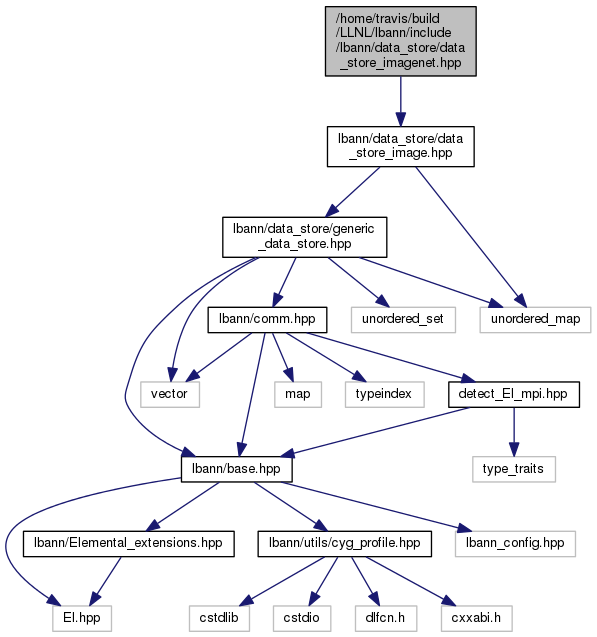 /home/travis/build
/LLNL/lbann/include
/lbann/data_store/data
_store_imagenet.hpp
lbann/data_store/data
_store_image.hpp
lbann/data_store/generic
_data_store.hpp
lbann/comm.hpp
unordered_set
unordered_map
vector
map
typeindex
detect_El_mpi.hpp
lbann/base.hpp
type_traits
lbann/Elemental_extensions.hpp
lbann/utils/cyg_profile.hpp
lbann_config.hpp
El.hpp
cstdlib
cstdio
dlfcn.h
cxxabi.h